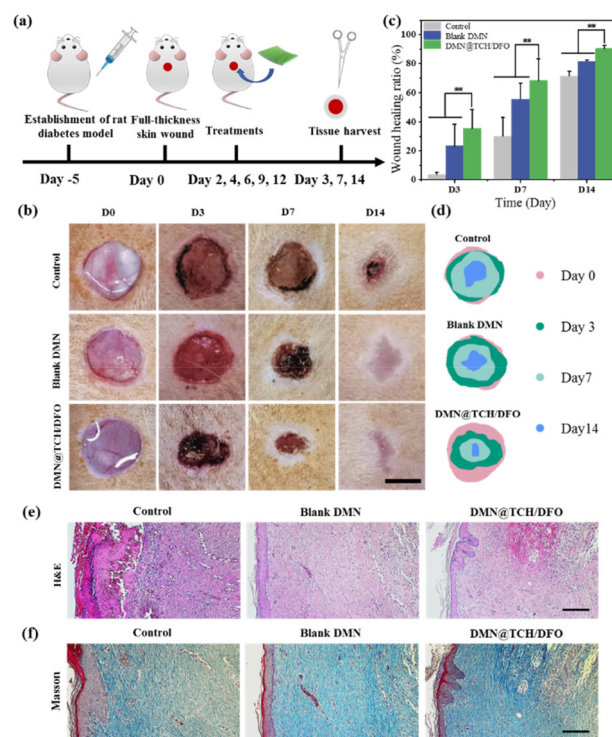 (a)
Establishment of rat
diabetes model
Full-thickness
skin wound
Treatments
Tissue harvest
Day -5
Day 0
Day 2, 4, 6, 9, 12
Day 3, 7, 14
(c)
Control
Blank DMN
DMN@TCH/DFO
Wound healing ratio (%)
100
80
60
40
20
0
**
**
**
D3
D7
D14
Time (Day)
(b)
D0
D3
D7
D14
Control
Blank DMN
DMN@TCH/DFO
(d)
Control
Blank DMN
DMN@TCH/DFO
Day 0
Day 3
Day7
Day14
(e)
Control
Blank DMN
DMN@TCH/DFO
H&E
(f)
Control
Blank DMN
DMN@TCH/DFO
Masson